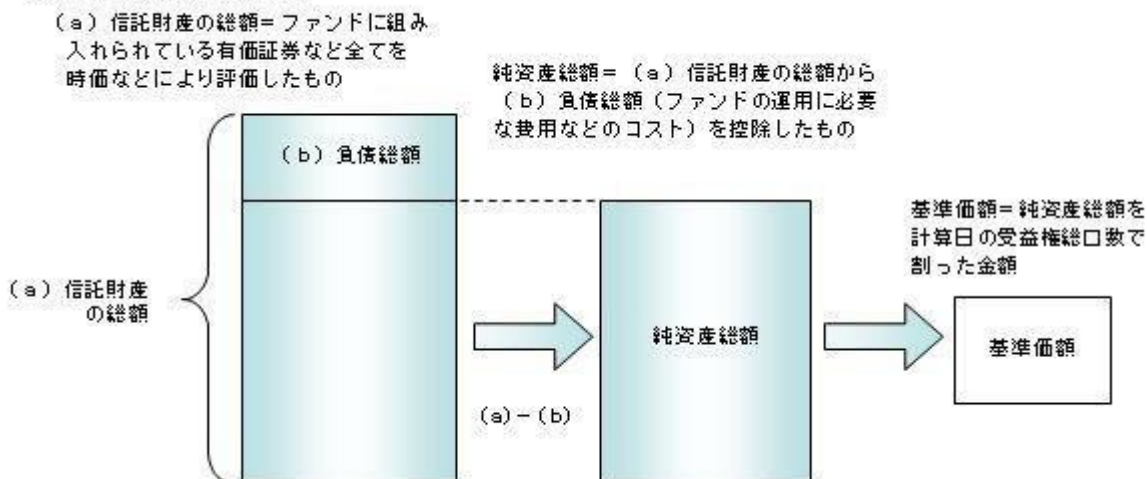 (a)信託財産の総額=ファンドに組み
入れられている有価証券など全てを
時価などにより評価したもの
純資産総額=(a)信託財産の総額から
(b)負債総額(ファンドの運用に必要
な費用などのコスト)を控除したもの
(b)負債総額
基準価額=純資産総額を
計算日の受益権総口数で
割った金額
(a)信託財産
の総額
純資産総額
基準価額
(a)-(b)